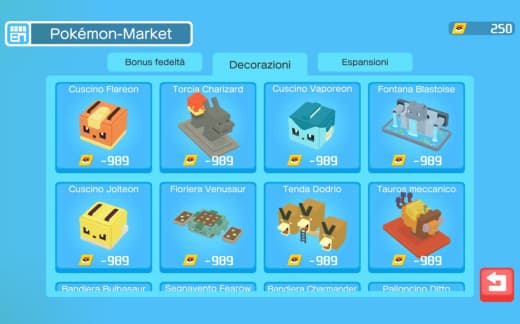 Pokémon-Market
250
Bonus fedeltà
Decorazioni
Espansioni
Cuscino Flareon
Torcia Charizard
Cuscino Vaporeon
Fontana Blastoise
-989
-989
-989
-989
Cuscino Jolteon
Fioriera Venusaur
Tenda Dodrio
Tauros meccanico
-989
-989
-989
-989
Bandiera Bulbasaur
Segnavento Fearow
Bandiera Charmander
Palloncino Ditto